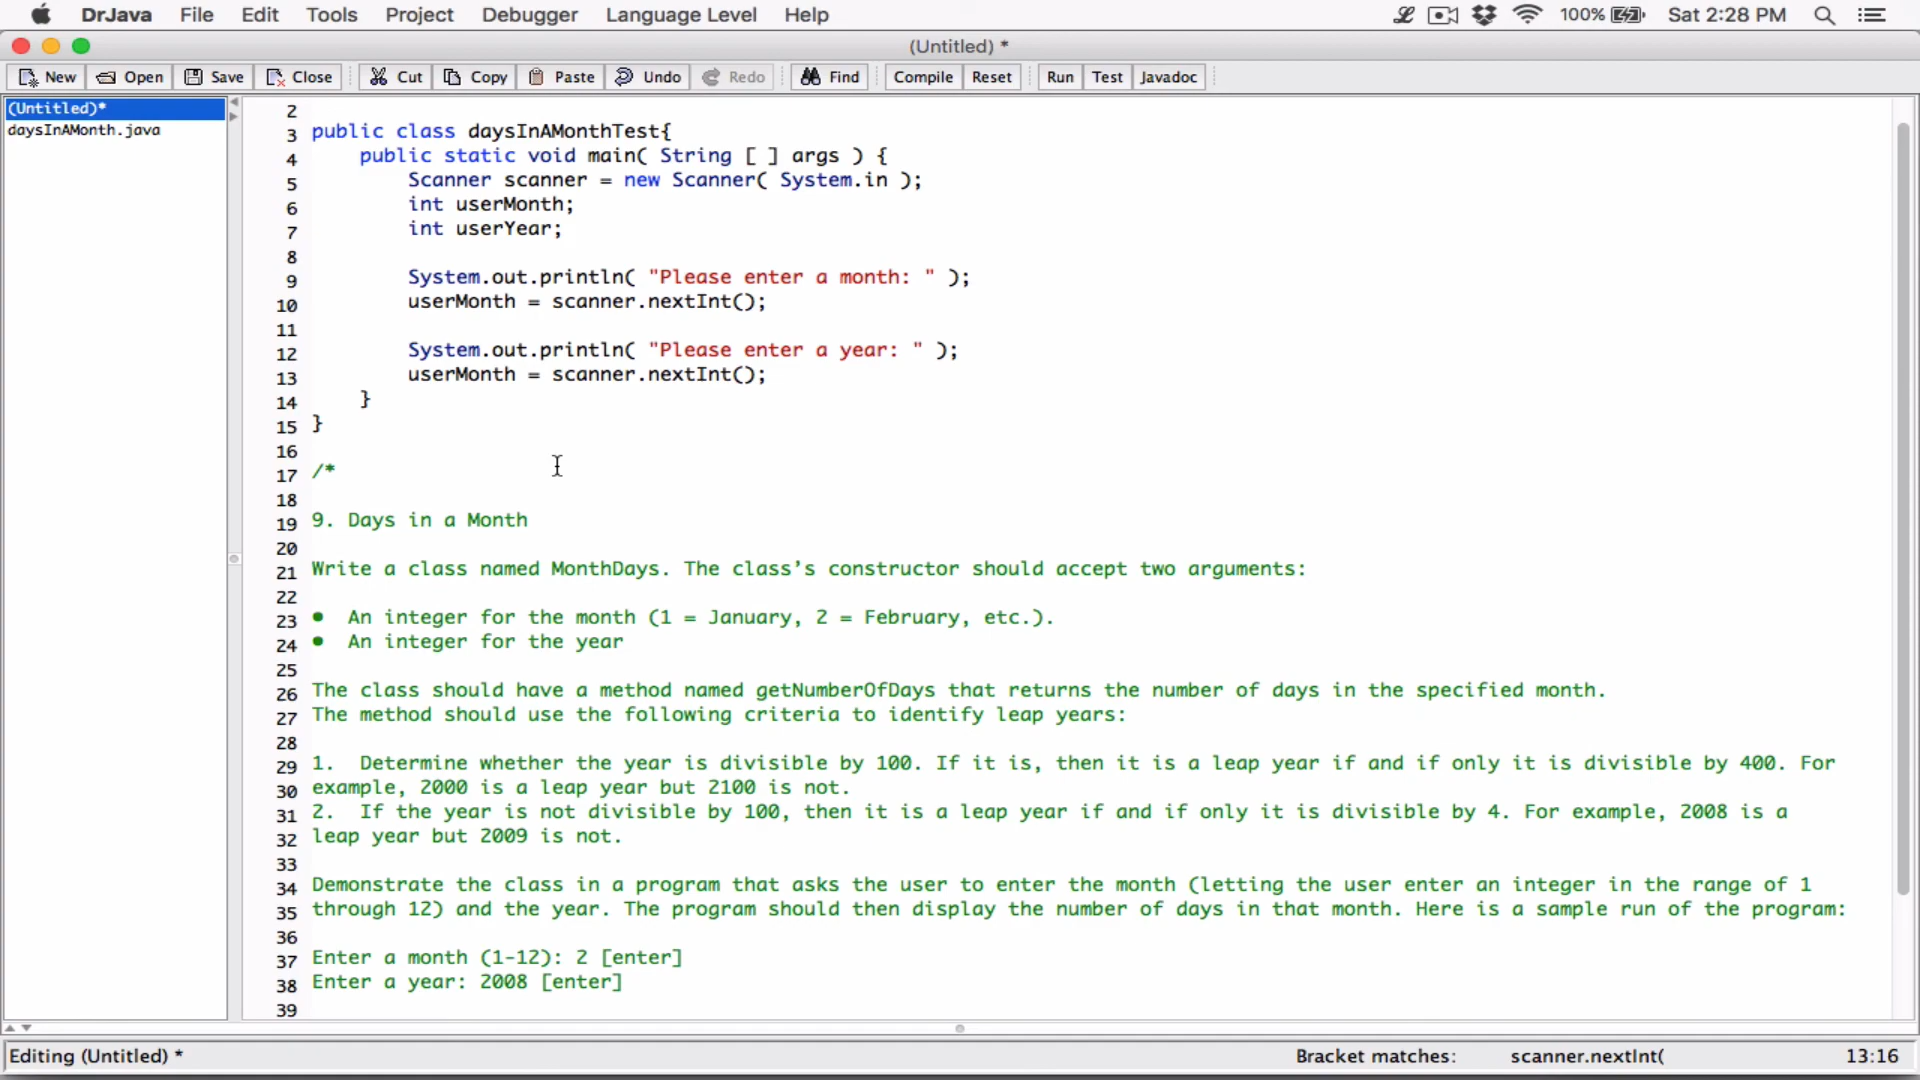 DrJava File Edit Tools Project Debugger Language Level Help 100% Sat 2:28 PM
(Untitled) *
New Open Save Close Cut Copy Paste Undo Redo Find Compile Reset Run Test Javadoc
(Untitled)*
daysInAMonth.java
2
3 public class daysInAMonthTest{
4 public static void main( String [ ] args ) {
5 Scanner scanner = new Scanner( System.in );
6 int userMonth;
7 int userYear;
8
9 System.out.println( "Please enter a month: " );
10 userMonth = scanner.nextInt();
11
12 System.out.println( "Please enter a year: " );
13 userMonth = scanner.nextInt();
14 }
15 }
16
17 /*
18
19 9. Days in a Month
20
21 Write a class named MonthDays. The class’s constructor should accept two arguments:
22
23 • An integer for the month (1 = January, 2 = February, etc.).
24 • An integer for the year
25
26 The class should have a method named getNumberOfDays that returns the number of days in the specified month.
27 The method should use the following criteria to identify leap years:
28
29 1. Determine whether the year is divisible by 100. If it is, then it is a leap year if and if only it is divisible by 400. For
30 example, 2000 is a leap year but 2100 is not.
31 2. If the year is not divisible by 100, then it is a leap year if and if only it is divisible by 4. For example, 2008 is a
32 leap year but 2009 is not.
33
34 Demonstrate the class in a program that asks the user to enter the month (letting the user enter an integer in the range of 1
35 through 12) and the year. The program should then display the number of days in that month. Here is a sample run of the program:
36
37 Enter a month (1-12): 2 [enter]
38 Enter a year: 2008 [enter]
39
Editing (Untitled) * Bracket matches: scanner.nextInt( 13:16